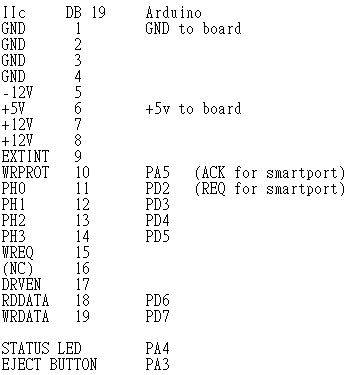 IIc DB 19 Arduino
GND 1 GND to board
GND 2
GND 3
GND 4
-12V 5
+5V 6 +5v to board
+12V 7
+12V 8
EXTINT 9
WRPROT 10 PA5 (ACK for smartport)
PH0 11 PD2 (REQ for smartport)
PH1 12 PD3
PH2 13 PD4
PH3 14 PD5
WREQ 15
(NC) 16
DRVEN 17
RDDATA 18 PD6
WRDATA 19 PD7
STATUS LED PA4
EJECT BUTTON PA3